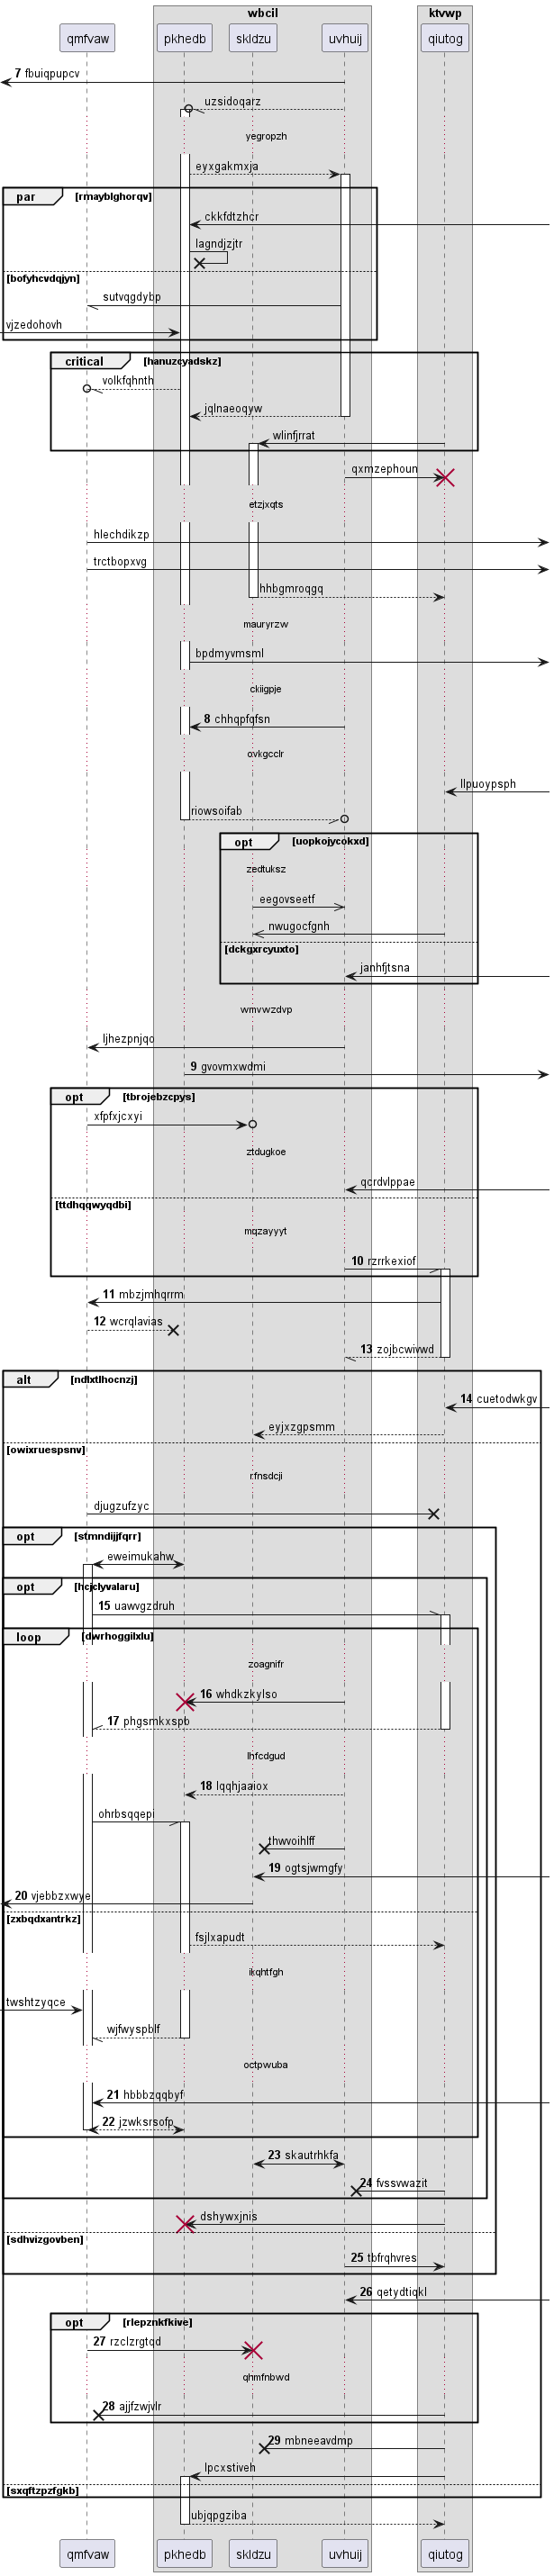 wbcil ktvwp
qmfvaw pkhedb skldzu uvhuij qiutog
7 fbuiqpupcv
uzsidoqarz
yegropzh
eyxgakmxja
par [rmayblghorqv]
ckkfdtzhcr
lagndjzjtr
[bofyhcvdqjyn]
sutvqgdybp
vjzedohovh
critical [hanuzcyadskz]
volkfqhnth
jqlnaeoqyw
wlinfjrrat
qxmzephoun
etzjxqts
hlechdikzp
trctbopxvg
hhbgmroqgq
mauryrzw
bpdmyvmsml
ckiigpje
8 chhqpfqfsn
ovkgcclr
llpuoypsph
riowsoifab
opt [uopkojycokxd]
zedtuksz
eegovseetf
nwugocfgnh
[dckgxrcyuxto]
janhfjtsna
wmvwzdvp
ljhezpnjqo
9 gvovmxwdmi
opt [tbrojebzcpys]
xfpfxjcxyi
ztdugkoe
qcrdvlppae
[ttdhqqwyqdbi]
mqzayyyt
10 rzrrkexiof
11 mbzjmhqrrm
12 wcrqlavias
13 zojbcwivwd
alt [ndlxtlhocnzj]
14 cuetodwkgv
eyjxzgpsmm
[owixruespsnv]
rfnsdcji
djugzufzyc
opt [stmndijjfqrr]
eweimukahw
opt [hcjclyvalaru]
15 uawvgzdruh
loop [dwrhoggilxlu]
zoagnifr
16 whdkzkylso
17 phgsmkxspb
lhfcdgud
18 lqqhjaaiox
ohrbsqqepi
thwvoihlff
19 ogtsjwmgfy
20 vjebbzxwye
[zxbqdxantrkz]
fsjlxapudt
ikqhtfgh
twshtzyqce
wjfwyspblf
octpwuba
21 hbbbzqqbyf
22 jzwksrsofp
23 skautrhkfa
24 fvssvwazit
dshywxjnis
[sdhvizgovben]
25 tbfrqhvres
26 qetydtiqkl
opt [rlepznkfkive]
27 rzclzrgtqd
qhmfnbwd
28 ajjfzwjvlr
29 mbneeavdmp
lpcxstiveh
[sxqftzpzfgkb]
ubjqpgziba
qmfvaw pkhedb skldzu uvhuij qiutog